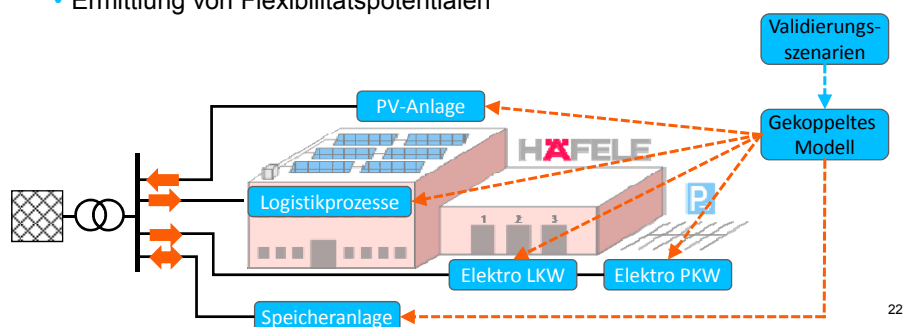 • Ermittlung von Flexibilitätspotentialen
Validierungs-
szenarien
PV-Anlage
Gekoppeltes
Modell
HÄFELE
Logistikprozesse
P
1 2 3
Elektro LKW
Elektro PKW
Speicheranlage
22